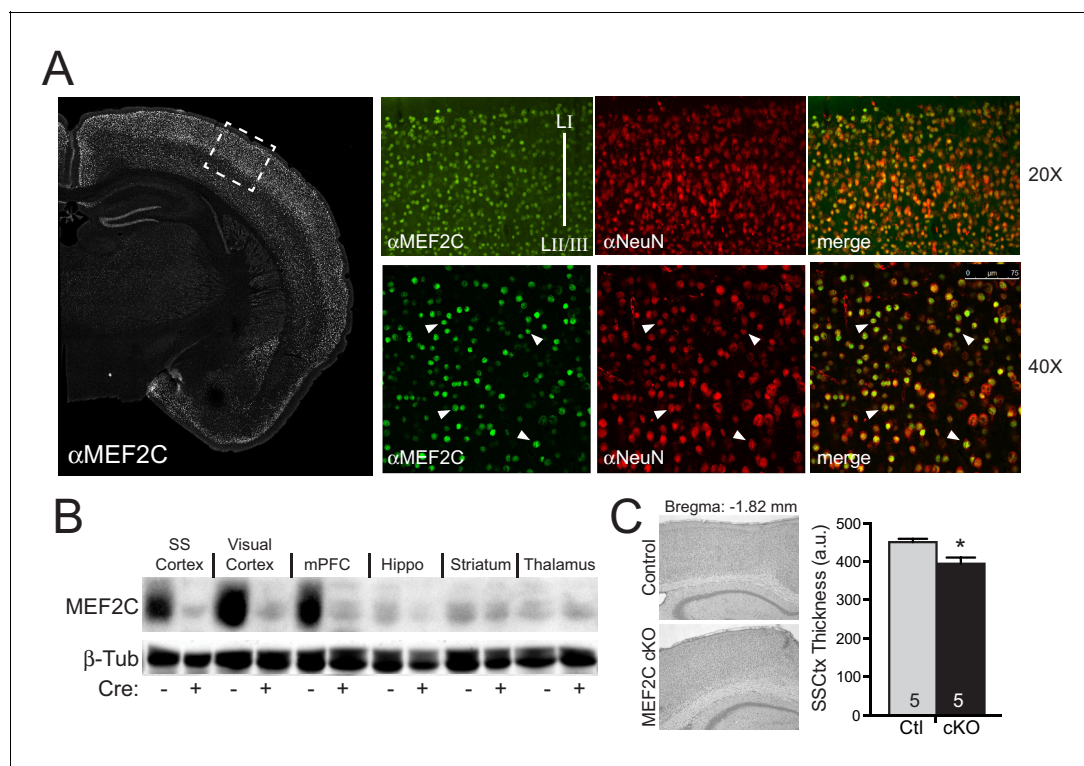 A
αMEF2C
LI
LII/III
αMEF2C
αNeuN
merge
20X
αMEF2C
αNeuN
0 µm 75
merge
40X
B
SS Cortex
Visual Cortex
mPFC
Hippo
Striatum
Thalamus
MEF2C
β-Tub
Cre: - + - + - + - + - + - +
C
Bregma: -1.82 mm
Control
MEF2C cKO
SSCtx Thickness (a.u.)
500
400
300
200
100
0
*
5 5
Ctl cKO